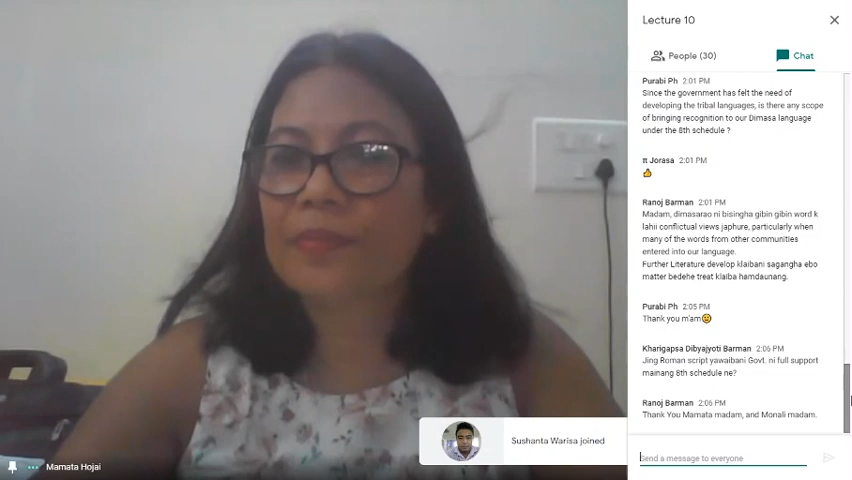 Lecture 10
People (30)
Chat
Purabi Ph 2:01 PM
Since the government has felt the need of
developing the tribal languages, is there any scope
of bringing recognition to our Dimasa language
under the 8th schedule ?
π Jorasa 2:01 PM
Ranoj Barman 2:01 PM
Madam, dimasarao ni bisingha gibin gibin word k
lahii conflictual views japhure, particularly when
many of the words from other communities
entered into our language.
Further Literature develop klaibani sagangha ebo
matter bedehe treat klaiba hamdaunang.
Purabi Ph 2:05 PM
Thank you m'am
Kharigapsa Dibyajyoti Barman 2:06 PM
Jing Roman script yawaibani Govt. ni full support
mainang 8th schedule ne?
Ranoj Barman 2:06 PM
Thank You Mamata madam, and Monali madam.
Send a message to everyone
Sushanta Warisa joined
Mamata Hojai